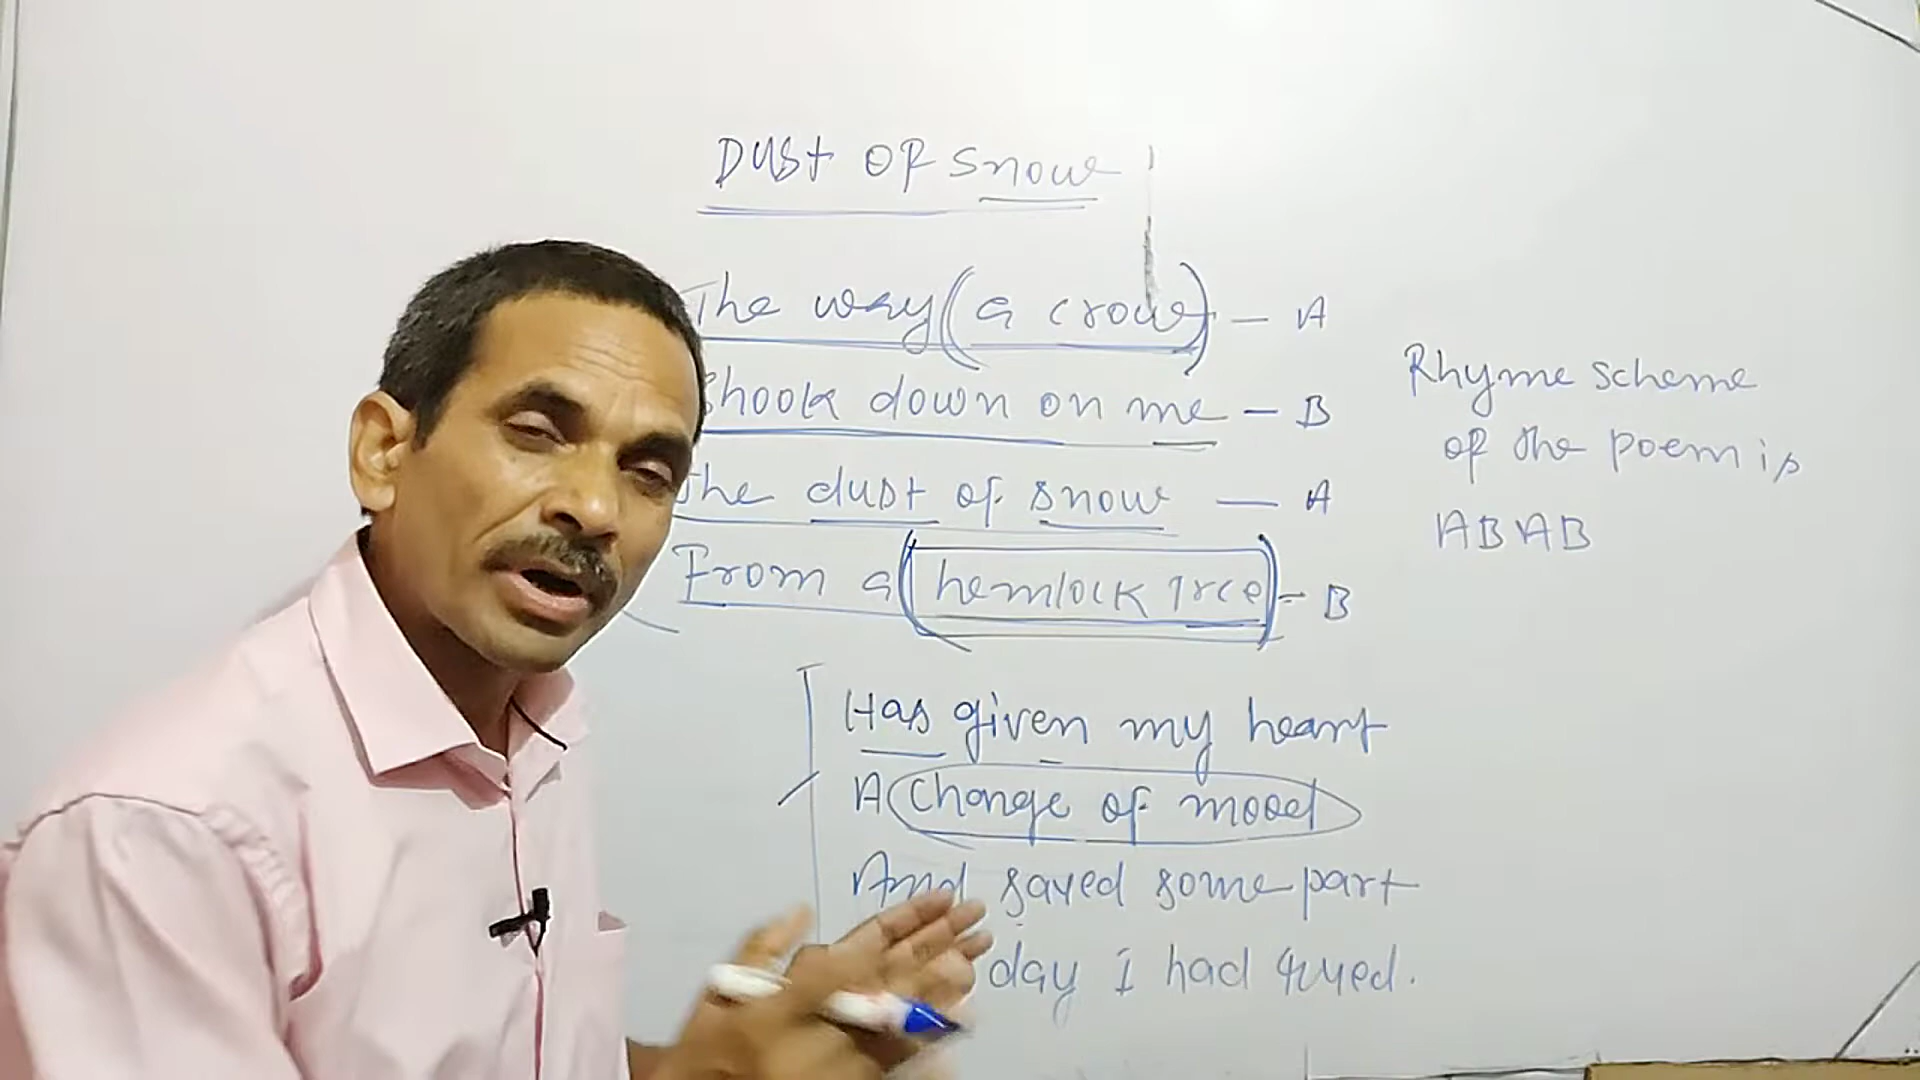 DUST OF Snow
The way (a crow) - A
Shook down on me - B
The dust of snow - A
From a (hemlock tree) - B
Rhyme scheme
of the poem is
ABAB
Has given my heart
A change of mood
And saved some part
day I had rued.